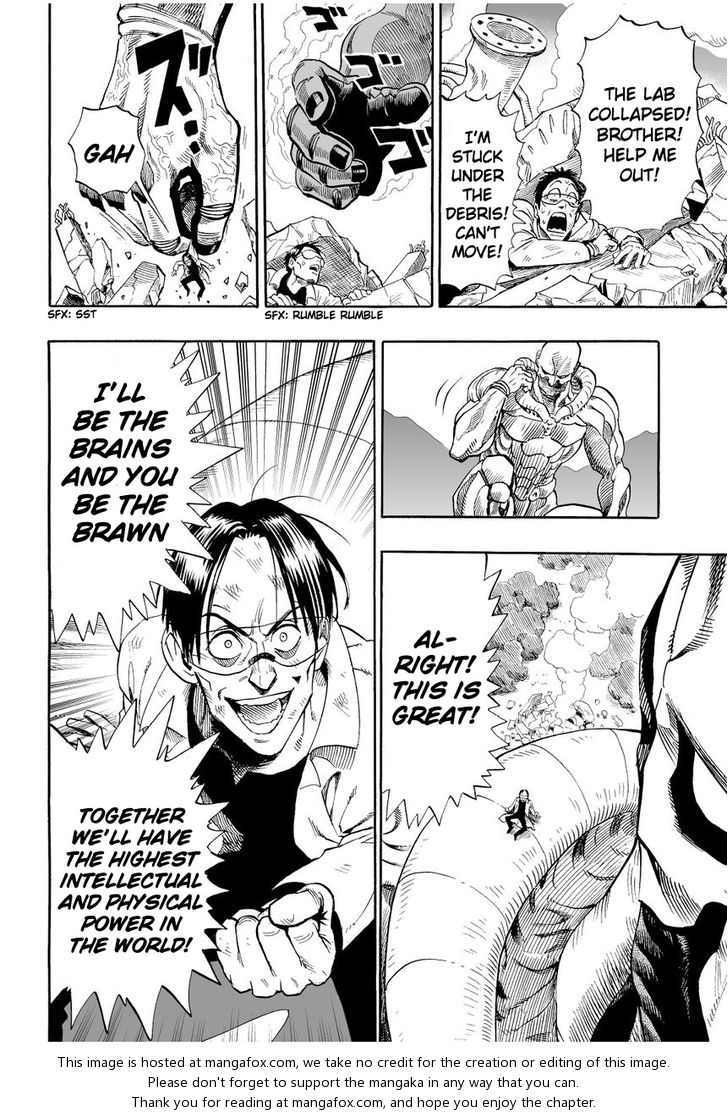 THE LAB
COLLAPSED!
BROTHER!
HELP ME
OUT!
I'M
STUCK
UNDER
THE
DEBRIS!
CAN'T
MOVE!
ゴ
ゴ
ゴ
SFX: RUMBLE RUMBLE
ズ!
GAH
SFX: SST
AL-
RIGHT!
THIS IS
GREAT!
I'LL
BE THE
BRAINS
AND YOU
BE THE
BRAWN
TOGETHER
WE'LL HAVE
THE HIGHEST
INTELLECTUAL
AND PHYSICAL
POWER IN
THE WORLD!
This image is hosted at mangafox.com, we take no credit for the creation or editing of this image.
Please don't forget to support the mangaka in any way that you can.
Thank you for reading at mangafox.com, and hope you enjoy the chapter.